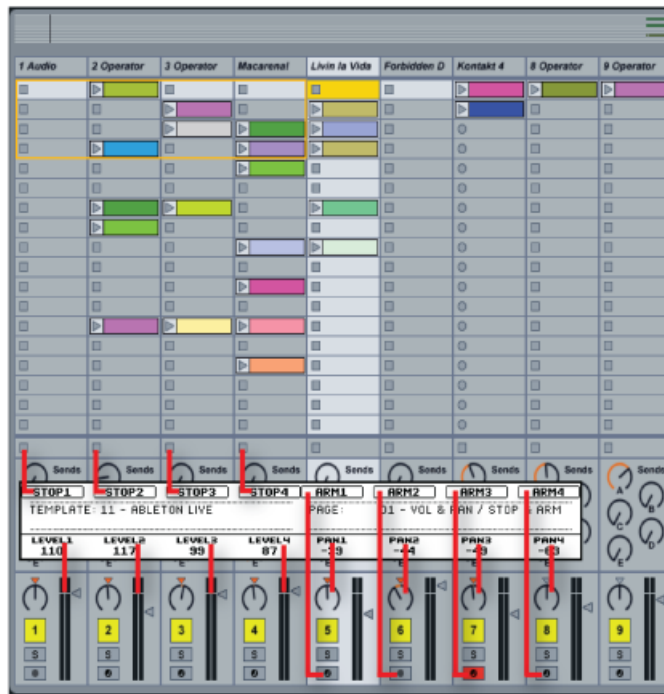 1 Audio 2 Operator 3 Operator Macarena! Livin la Vida Forbidden D Kontakt 4 8 Operator 9 Operator
Sends Sends Sends Sends Sends Sends Sends Sends Sends
STOP1 STOP2 STOP3 STOP4 ARM1 ARM2 ARM3 ARM4
A
TEMPLATE: 11 - ABLETON LIVE PAGE: 01 - VOL & PAN / STOP & ARM
C D
LEVEL1 LEVEL2 LEVEL3 LEVEL4 PAN1 PAN2 PAN3 PAN4
110 117 99 87 -44
E E E E E E E E E
1 2 3 4 5 6 7 8 9
S S S S S S S S S